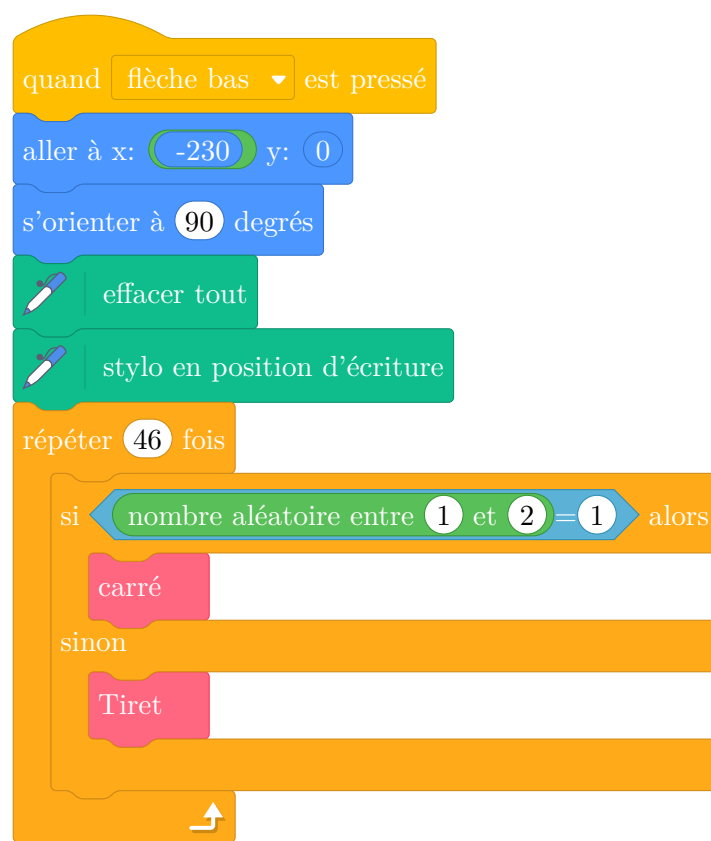 quand flèche bas est pressé
aller à x: -230 y: 0
s'orienter à 90 degrés
effacer tout
stylo en position d'écriture
répéter 46 fois
si nombre aléatoire entre 1 et 2 = 1 alors
carré
sinon
Tiret